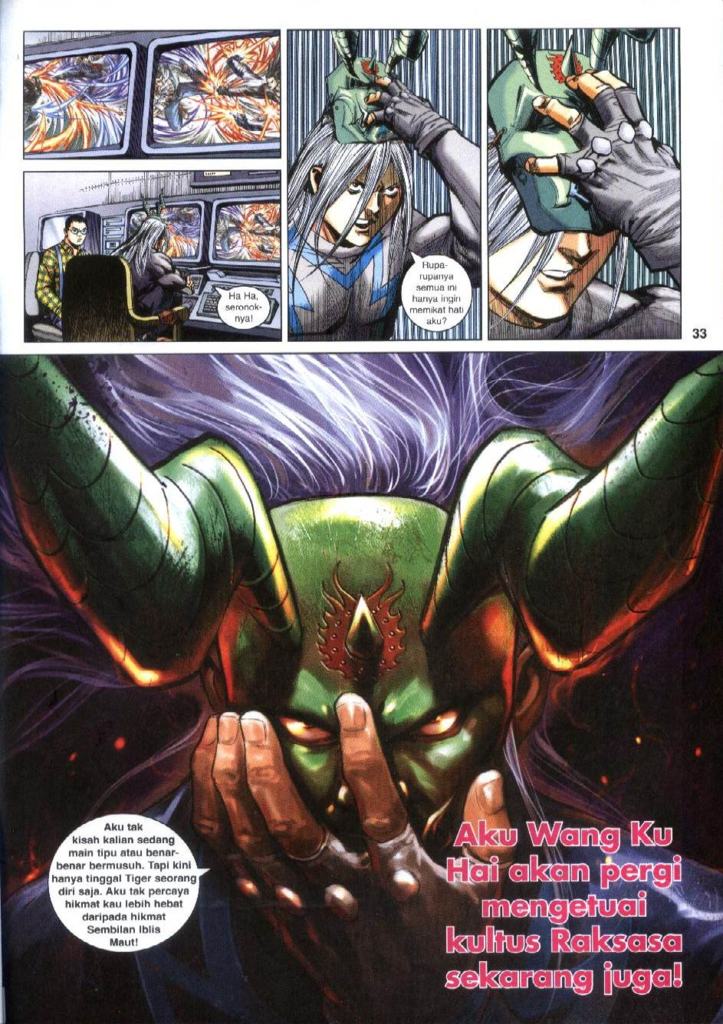 Ha Ha,
seronok-
nya!
Rupa-
rupanya
semua ini
hanya ingin
memikat hati
aku?
33
Aku tak
kisah kalian sedang
main tipu atau benar-
benar bermusuh. Tapi kini
hanya tinggal Tiger seorang
diri saja. Aku tak percaya
hikmat kau lebih hebat
daripada hikmat
Sembilan Iblis
Maut!
Aku Wang Ku
Hai akan pergi
mengetuai
kultus Raksasa
sekarang juga!